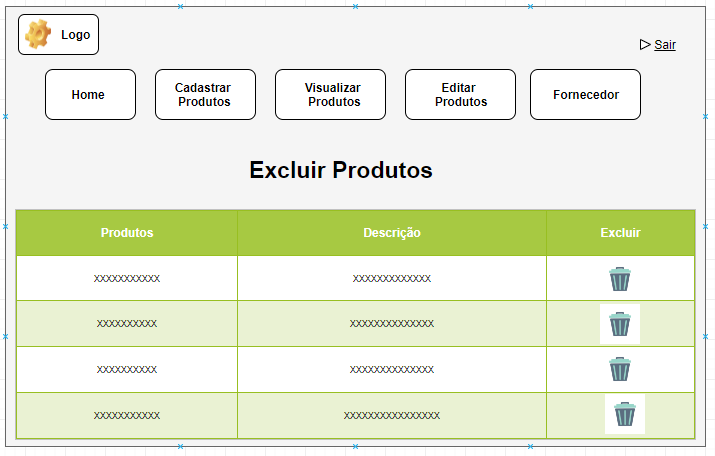 Logo
Sair
Home
Cadastrar
Produtos
Visualizar
Produtos
Editar
Produtos
Fornecedor
Excluir Produtos
Produtos Descrição Excluir
xxxxxxxxxxx xxxxxxxxxxxxx
xxxxxxxxxx xxxxxxxxxxxxxx
xxxxxxxxxx xxxxxxxxxxxxxx
xxxxxxxxxxx xxxxxxxxxxxxxxxx